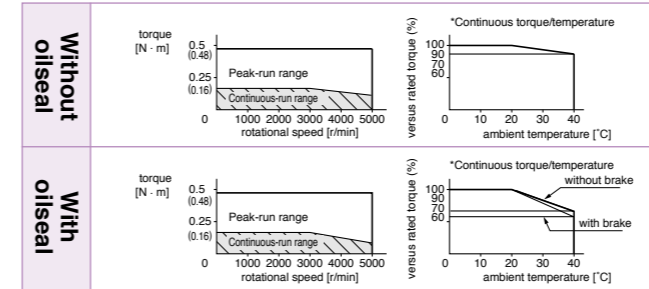 Without
oilseal
torque
[N · m]
0.5
(0.48)
0.25
(0.16)
Peak-run range
Continuous-run range
0 1000 2000 3000 4000 5000
rotational speed [r/min]
*Continuous torque/temperature
versus rated torque (%)
100
90
70
60
0 10 20 30 40
ambient temperature [˚C]
With
oilseal
torque
[N · m]
0.5
(0.48)
0.25
(0.16)
Peak-run range
Continuous-run range
0 1000 2000 3000 4000 5000
rotational speed [r/min]
*Continuous torque/temperature
versus rated torque (%)
without brake
100
90
70
60
with brake
0 10 20 30 40
ambient temperature [˚C]